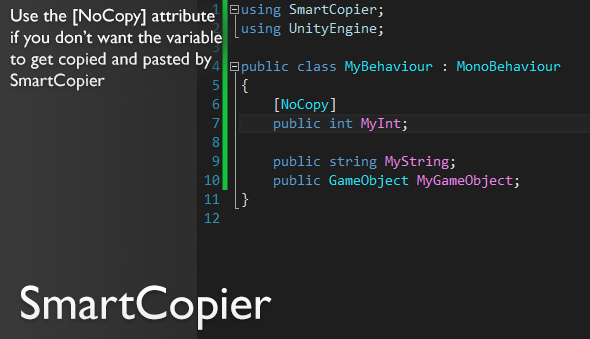 Use the [NoCopy] attribute
if you don't want the variable
to get copied and pasted by
SmartCopier
1 using SmartCopier;
2 using UnityEngine;
3
4 public class MyBehaviour : MonoBehaviour
5 {
6 [NoCopy]
7 public int MyInt;
8
9 public string MyString;
10 public GameObject MyGameObject;
11 }
12
SmartCopier